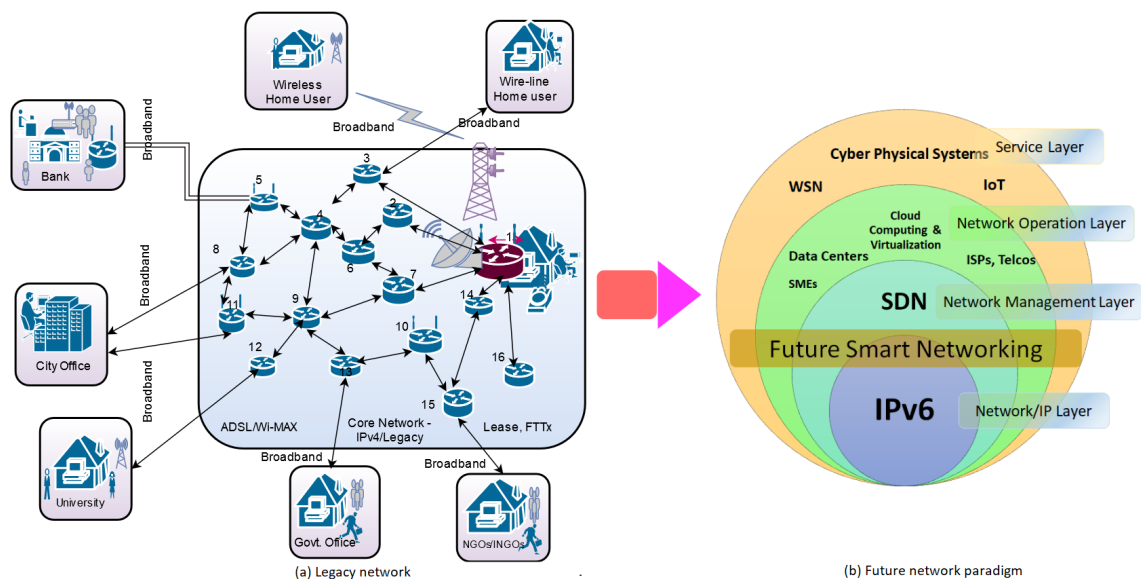 Wireless
Home User
Wire-line
Home user
Broadband
Broadband
Broadband
Bank
3
5
4
2
1
6
8
7
9
14
11
10
12
13
16
15
Broadband
City Office
Broadband
University
ADSL/Wi-MAX
Core Network -
IPv4/Legacy
Lease, FTTx
Broadband
Broadband
Govt. Office
NGOs/INGOs
(a) Legacy network
.
Cyber Physical Systems
Service Layer
WSN
IoT
Cloud
Computing &
Virtualization
Network Operation Layer
Data Centers
ISPs, Telcos
SMEs
SDN
Network Management Layer
Future Smart Networking
IPv6
Network/IP Layer
(b) Future network paradigm